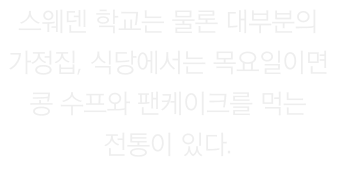 스웨덴 학교는 물론 대부분의
가정집, 식당에서는 목요일이면
콩 수프와 팬케이크를 먹는
전통이 있다.